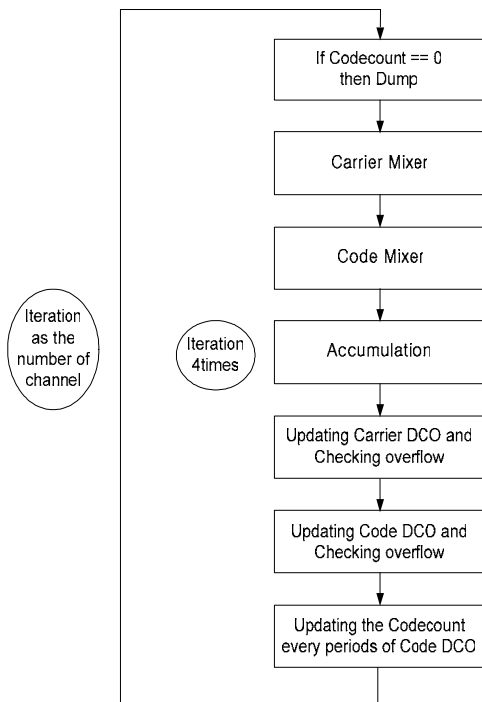 If Codecount == 0
then Dump
Carrier Mixer
Code Mixer
Iteration
as the
number of
channel
Iteration
4times
Accumulation
Updating Carrier DCO and
Checking overflow
Updating Code DCO and
Checking overflow
Updating the Codecount
every periods of Code DCO